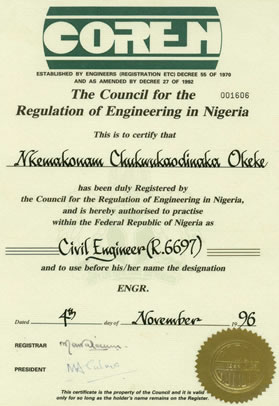 COREN
ESTABLISHED BY ENGINEERS (REGISTRATION ETC) DECREE 55 OF 1970
AND AS AMENDED BY DECREE 27 OF 1992
The Council for the 001606
Regulation of Engineering in Nigeria
This is to certify that
Nkemakonam Chukwukaodinaka Okeke
has been duly Registered by
the Council for the Regulation of Engineering in Nigeria,
and is hereby authorised to practise
within the Federal Republic of Nigeria as
Civil Engineer (R.6697)
and to use before his/her name the designation
ENGR.
Dated 4th day of November 1996
REGISTRAR
PRESIDENT
This certificate is the property of the Council and it is valid
only for so long as the holder's name remains on the Register.